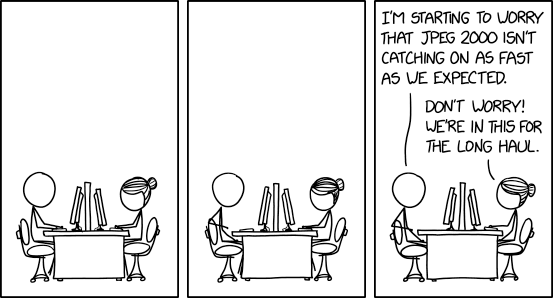 I'M STARTING TO WORRY
THAT JPEG 2000 ISN'T
CATCHING ON AS FAST
AS WE EXPECTED.
DON'T WORRY!
WE'RE IN THIS FOR
THE LONG HAUL.